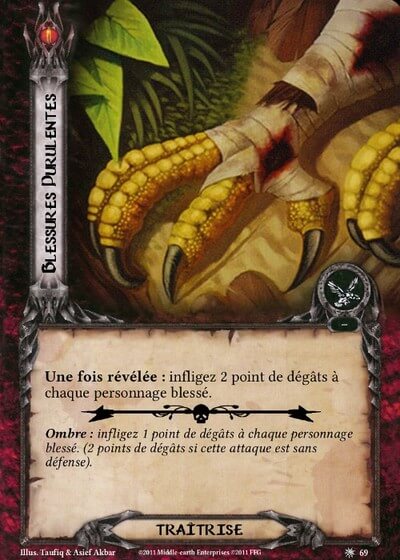 Blessures Purulentes
Une fois révélée : infligez 2 point de dégâts à
chaque personnage blessé.
Ombre : infligez 1 point de dégâts à chaque personnage
blessé. (2 points de dégâts si cette attaque est sans
défense).
TRAÎTRISE
Illus. Taufiq & Asief Akbar ©2011 Middle-earth Enterprises ©2011 FFG 69